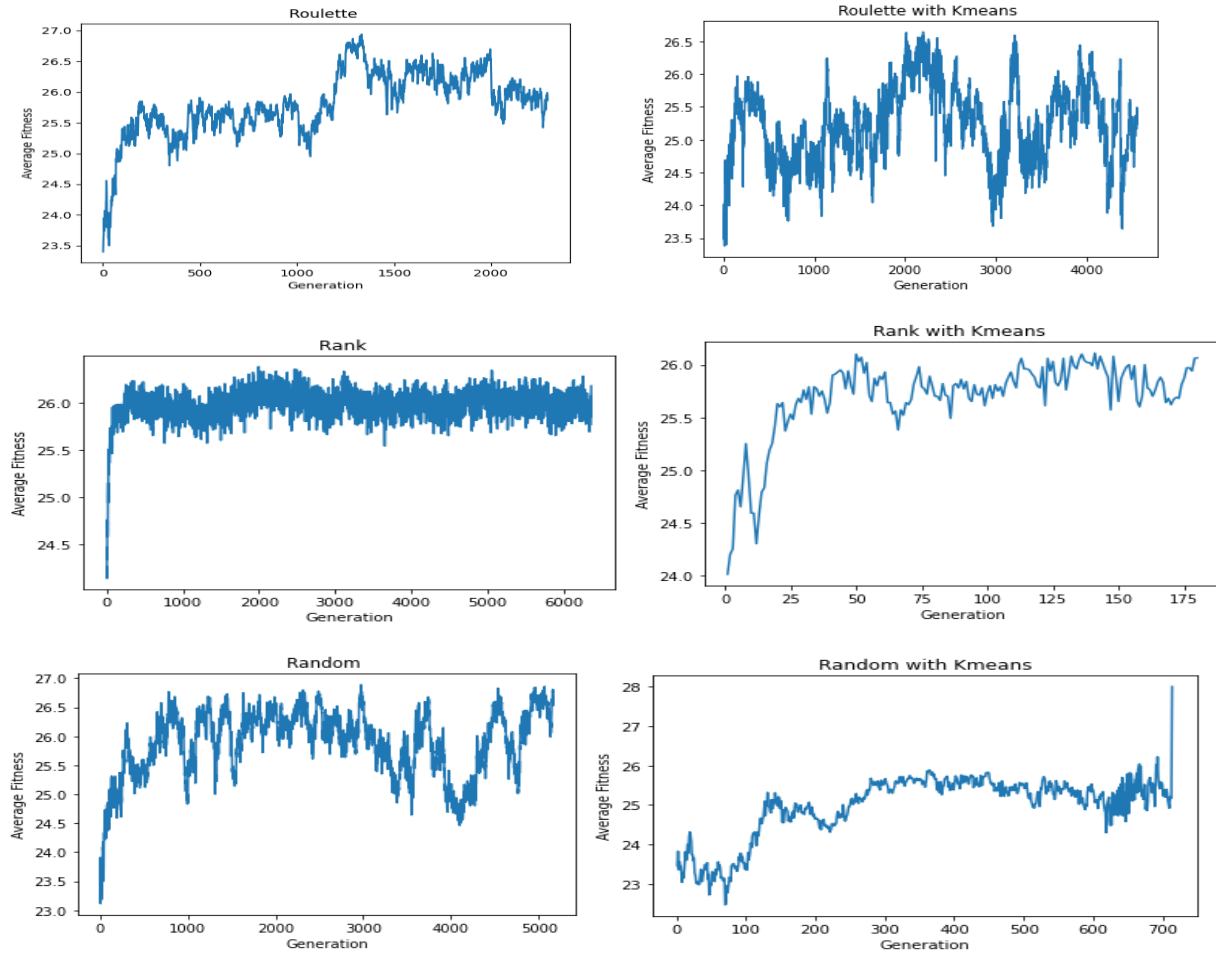 Roulette
27.0
26.5
26.0
25.5
25.0
24.5
24.0
23.5
Average Fitness
0 500 1000 1500 2000
Generation
Roulette with Kmeans
26.5
26.0
25.5
25.0
24.5
24.0
23.5
Average Fitness
0 1000 2000 3000 4000
Generation
Rank
26.0
25.5
25.0
24.5
Average Fitness
0 1000 2000 3000 4000 5000 6000
Generation
Rank with Kmeans
26.0
25.5
25.0
24.5
24.0
Average Fitness
0 25 50 75 100 125 150 175
Generation
Random
27.0
26.5
26.0
25.5
25.0
24.5
24.0
23.5
23.0
Average Fitness
0 1000 2000 3000 4000 5000
Generation
Random with Kmeans
28
27
26
25
24
23
Average Fitness
0 100 200 300 400 500 600 700
Generation